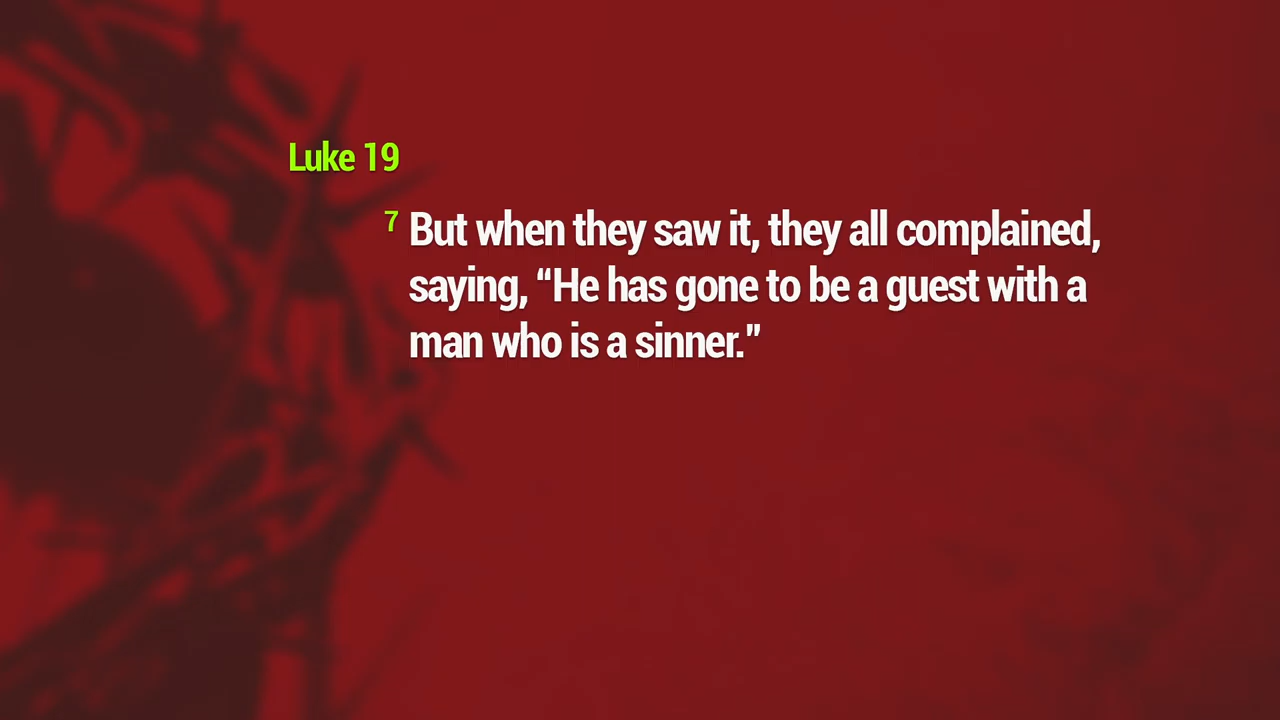 Luke 19
7 But when they saw it, they all complained,
saying, “He has gone to be a guest with a
man who is a sinner.”